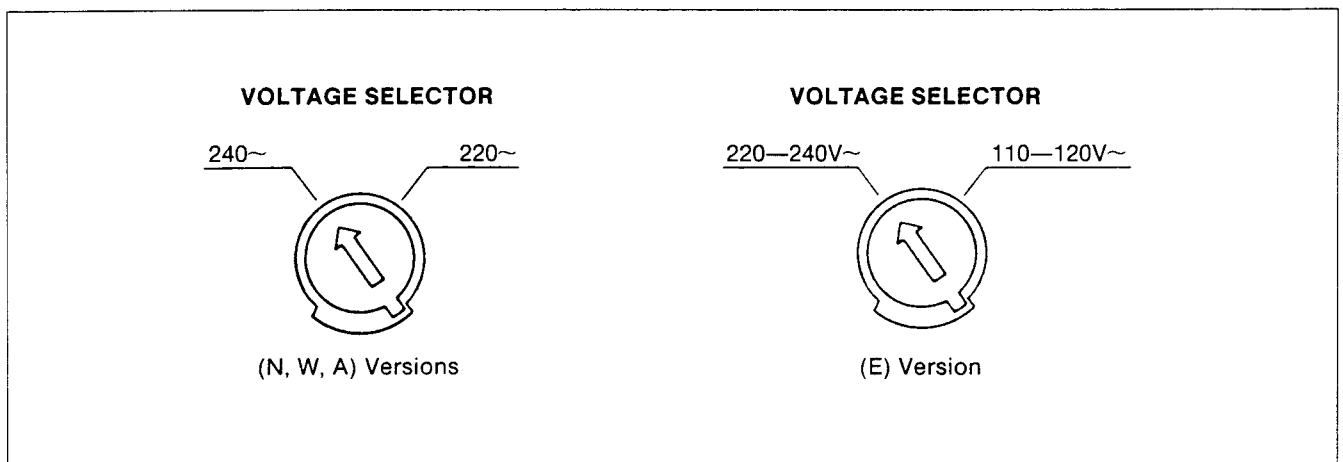 VOLTAGE SELECTOR
240~ 220~
(N, W, A) Versions
VOLTAGE SELECTOR
220—240V~ 110—120V~
(E) Version